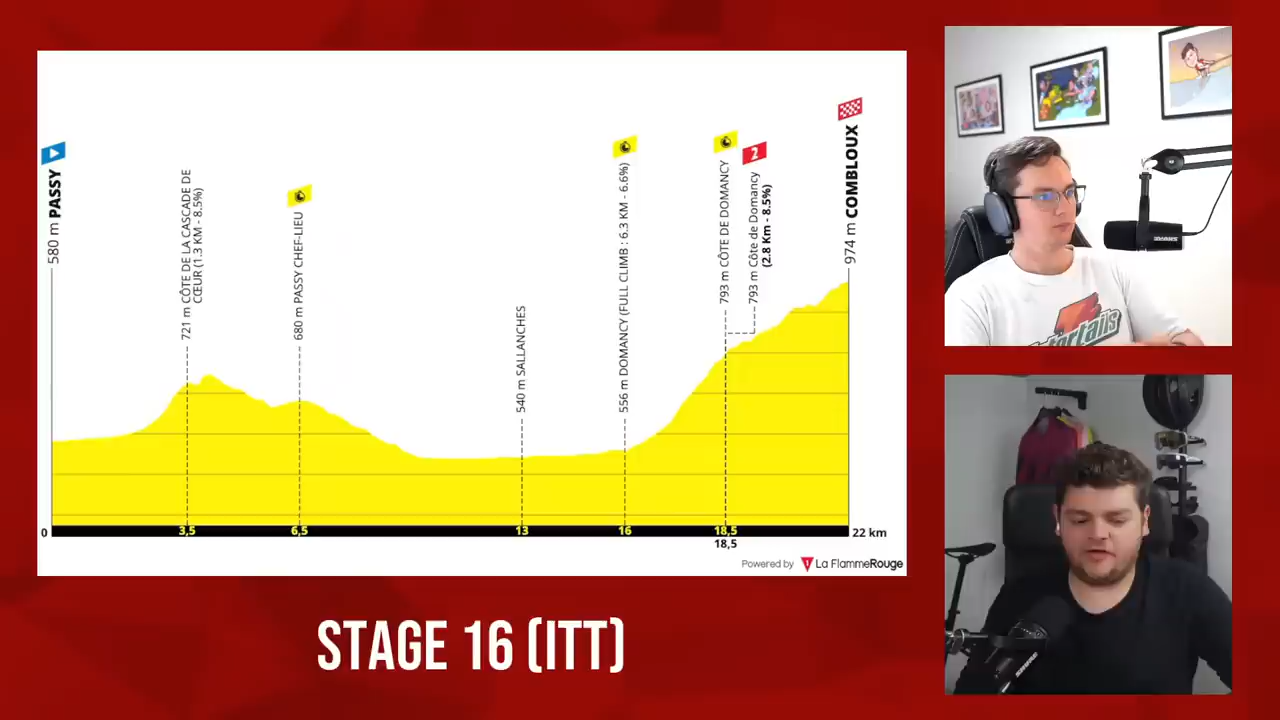 580 m PASSY
721 m CÔTE DE LA CASCADE DE
CŒUR (1.3 KM - 8.5%)
680 m PASSY CHEF-LIEU
540 m SALLANCHES
556 m DOMANCY (FULL CLIMB : 6.3 KM - 6.6%)
793 m CÔTE DE DOMANCY
2
793 m Côte de Domancy
(2.8 Km - 8.5%)
974 m COMBLOUX
0
3,5
6,5
13
16
18,5
22 km
18,5
Powered by La FlammeRouge
STAGE 16 (ITT)